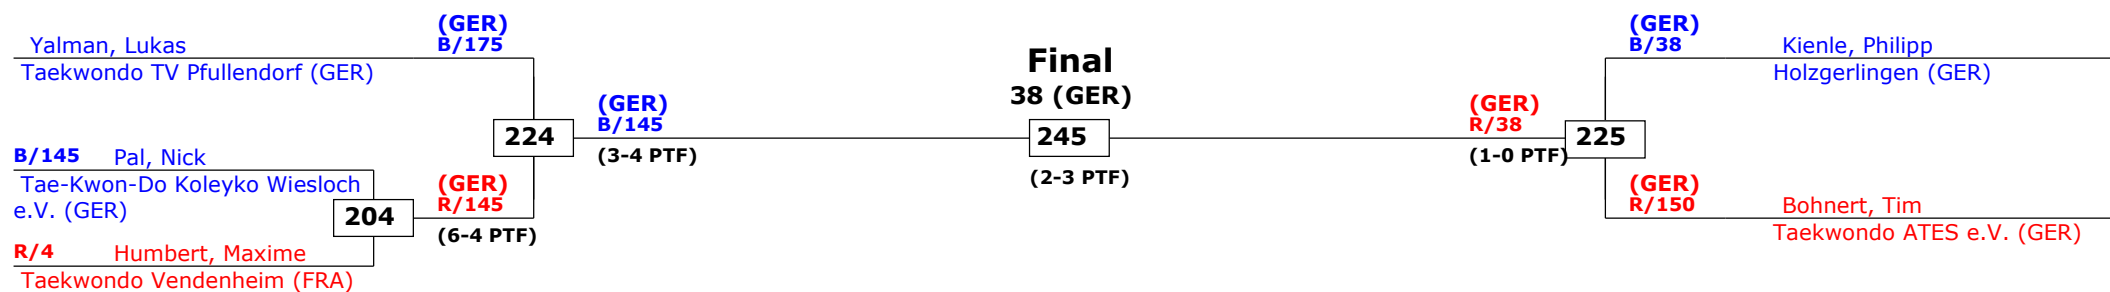 (GER)
B/175
Yalman, Lukas
Taekwondo TV Pfullendorf (GER)
B/145 Pal, Nick
Tae-Kwon-Do Koleyko Wiesloch
e.V. (GER)
204
R/4 Humbert, Maxime
Taekwondo Vendenheim (FRA)
(GER)
R/145
(6-4 PTF)
224
(GER)
B/145
(3-4 PTF)
Final
38 (GER)
245
(2-3 PTF)
(GER)
R/38
(1-0 PTF)
225
(GER)
B/38 Kienle, Philipp
Holzgerlingen (GER)
(GER)
R/150 Bohnert, Tim
Taekwondo ATES e.V. (GER)